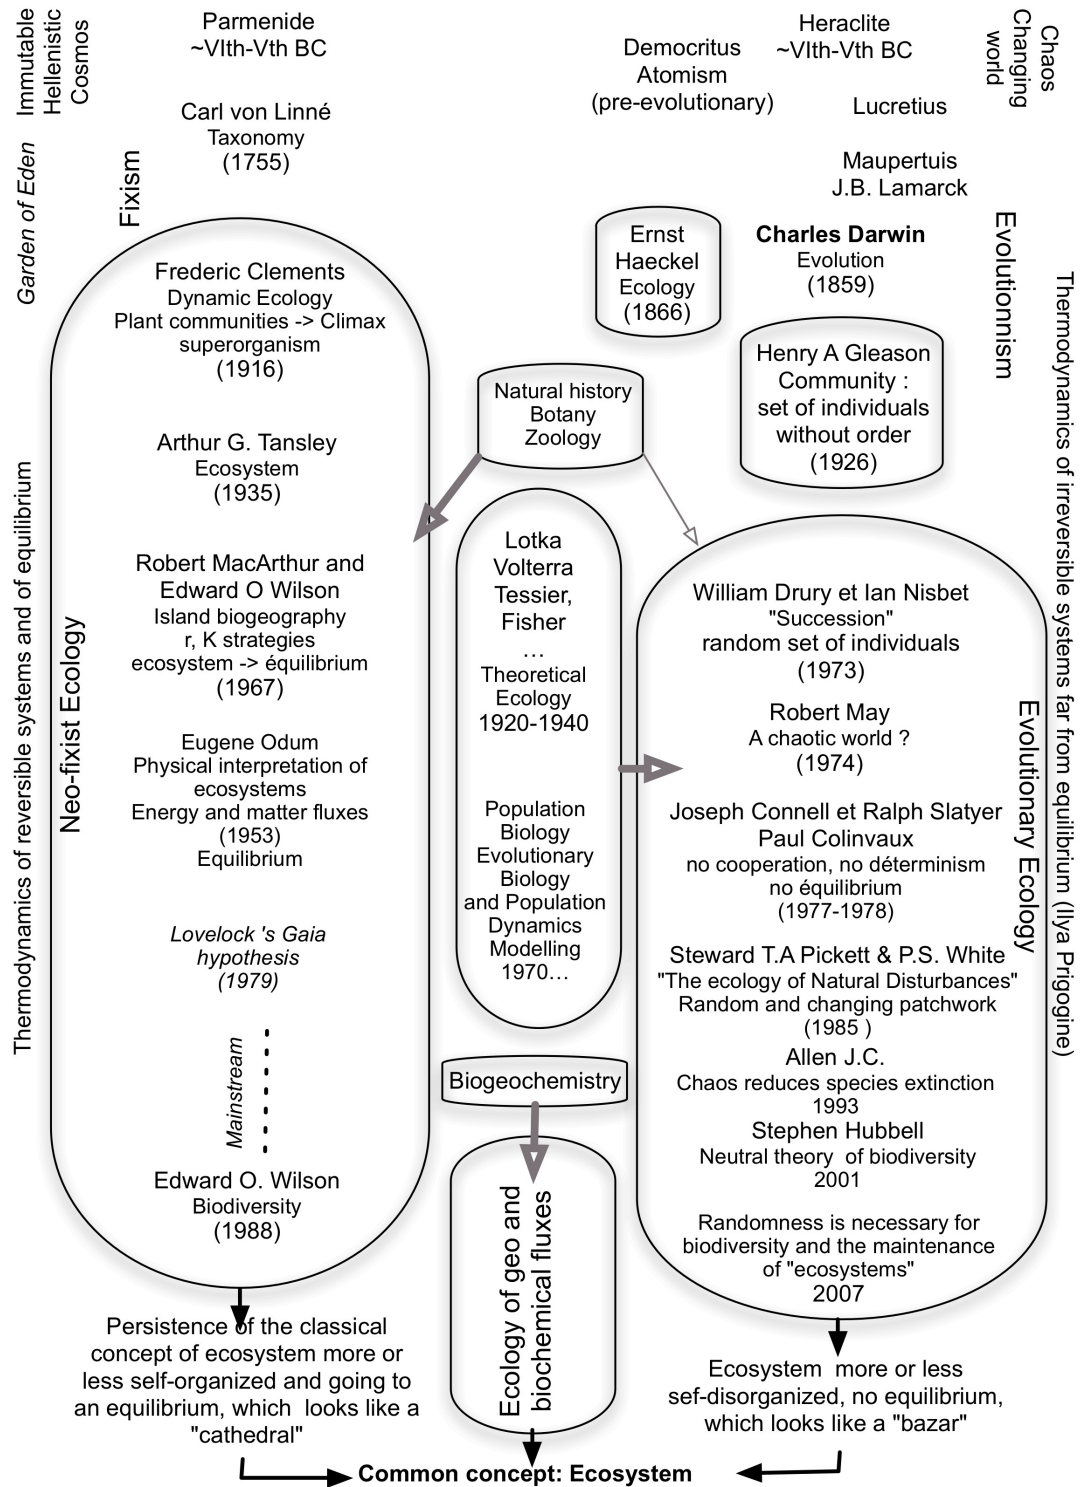 Immutable
Hellenistic
Cosmos
Parmenide
~VIth-Vth BC
Carl von Linné
Taxonomy
(1755)
Garden of Eden
Fixism
Democritus
Atomism
(pre-evolutionary)
Heraclite
~VIth-Vth BC
Lucretius
Maupertuis
J.B. Lamarck
Chaos
Changing
world
Charles Darwin
Evolution
(1859)
Evolutionnism
Ernst
Haeckel
Ecology
(1866)
Henry A Gleason
Community :
set of individuals
without order
(1926)
Natural history
Botany
Zoology
Thermodynamics of reversible systems and of equilibrium
Neo-fixist Ecology
Frederic Clements
Dynamic Ecology
Plant communities -> Climax
superorganism
(1916)
Arthur G. Tansley
Ecosystem
(1935)
Robert MacArthur and
Edward O Wilson
Island biogeography
r, K strategies
ecosystem -> équilibrium
(1967)
Eugene Odum
Physical interpretation of
ecosystems
Energy and matter fluxes
(1953)
Equilibrium
Lovelock 's Gaia
hypothesis
(1979)
Mainstream
Edward O. Wilson
Biodiversity
(1988)
Persistence of the classical
concept of ecosystem more or
less self-organized and going to
an equilibrium, which  looks like a
"cathedral"
Lotka
Volterra
Tessier,
Fisher
...
Theoretical
Ecology
1920-1940
Population
Biology
Evolutionary
Biology
and Population
Dynamics
Modelling
1970...
Biogeochemistry
Ecology of geo and
biochemical fluxes
William Drury et Ian Nisbet
"Succession"
random set of individuals
(1973)
Robert May
A chaotic world ?
(1974)
Joseph Connell et Ralph Slatyer
Paul Colinvaux
no cooperation, no déterminism
no équilibrium
(1977-1978)
Steward T.A Pickett & P.S. White
"The ecology of Natural Disturbances"
Random and changing patchwork
(1985 )
Allen J.C.
Chaos reduces species extinction
1993
Stephen Hubbell
Neutral theory  of biodiversity
2001
Randomness is necessary for
biodiversity and the maintenance
of "ecosystems"
2007
Evolutionary Ecology
Thermodynamics of irreversible systems far from equilibrium (Ilya Prigogine)
Ecosystem  more or less
sef-disorganized, no equilibrium,
which looks like a "bazar"
Common concept: Ecosystem